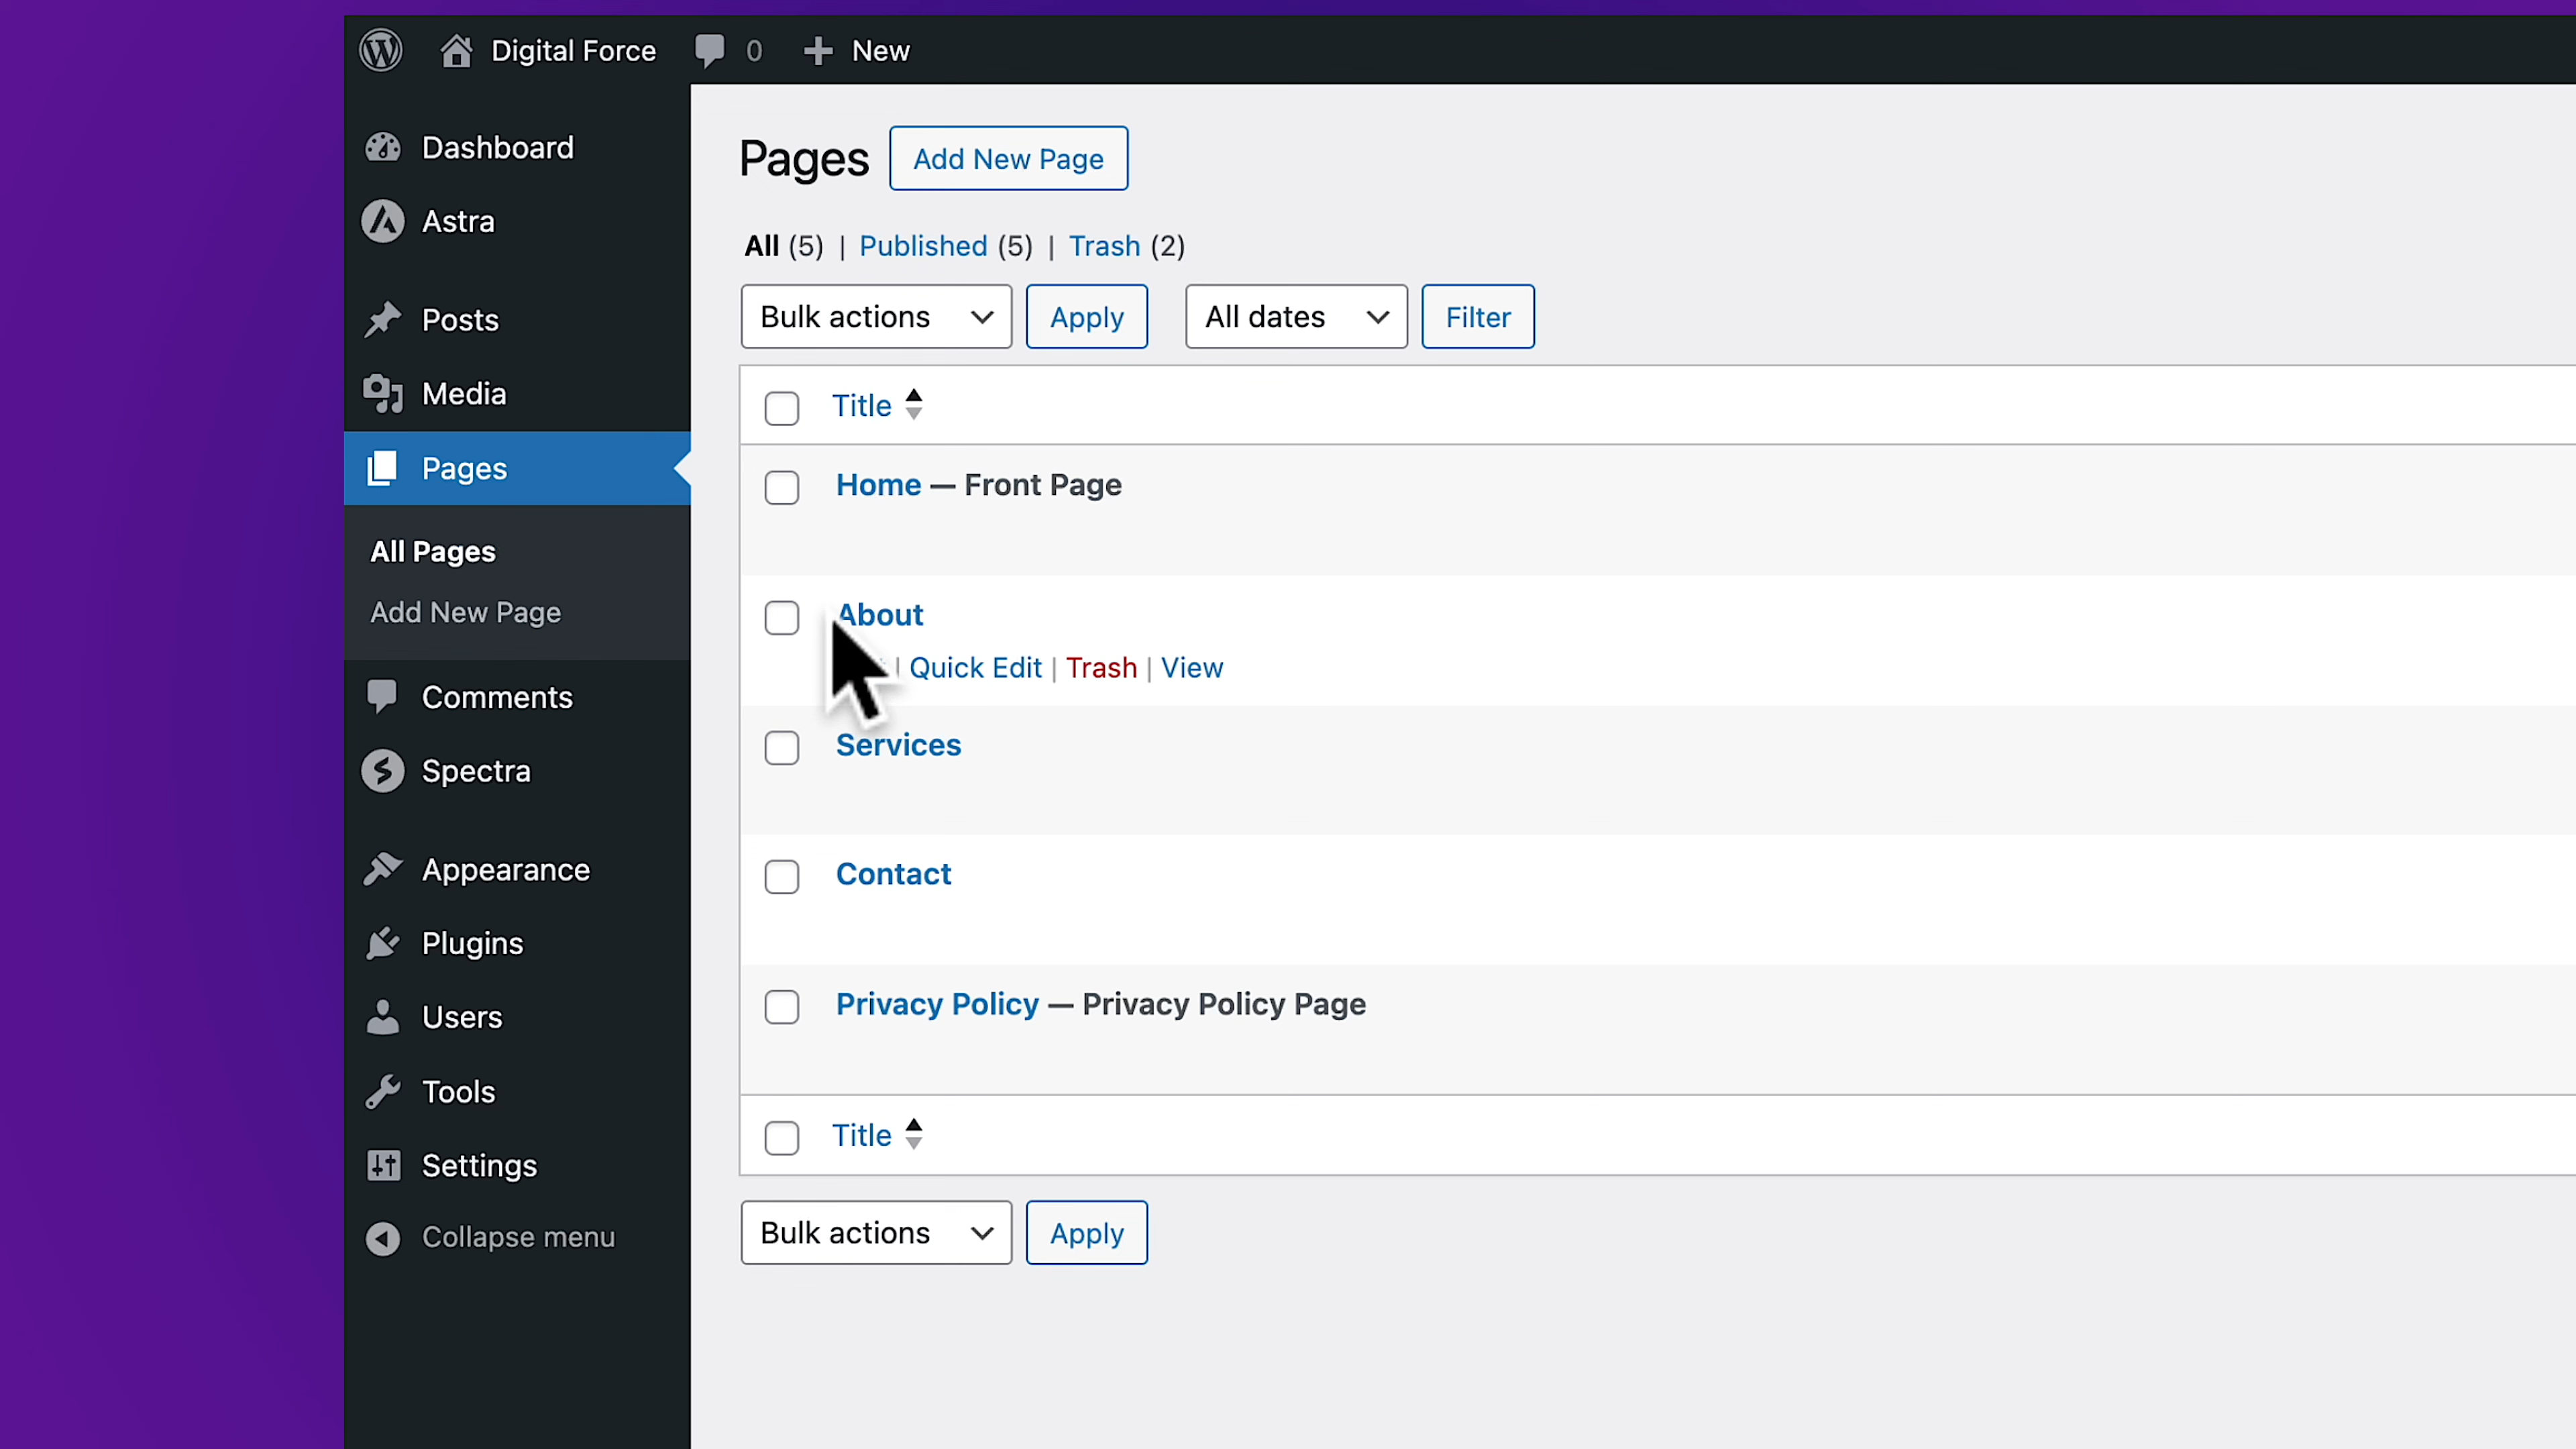 Digital Force 0 New
Dashboard
Astra
Posts
Media
Pages
All Pages
Add New Page
Comments
Spectra
Appearance
Plugins
Users
Tools
Settings
Collapse menu
Pages Add New Page
All (5) | Published (5) | Trash (2)
Bulk actions Apply All dates Filter
Title
Home — Front Page
About
| Quick Edit | Trash | View
Services
Contact
Privacy Policy — Privacy Policy Page
Title
Bulk actions Apply